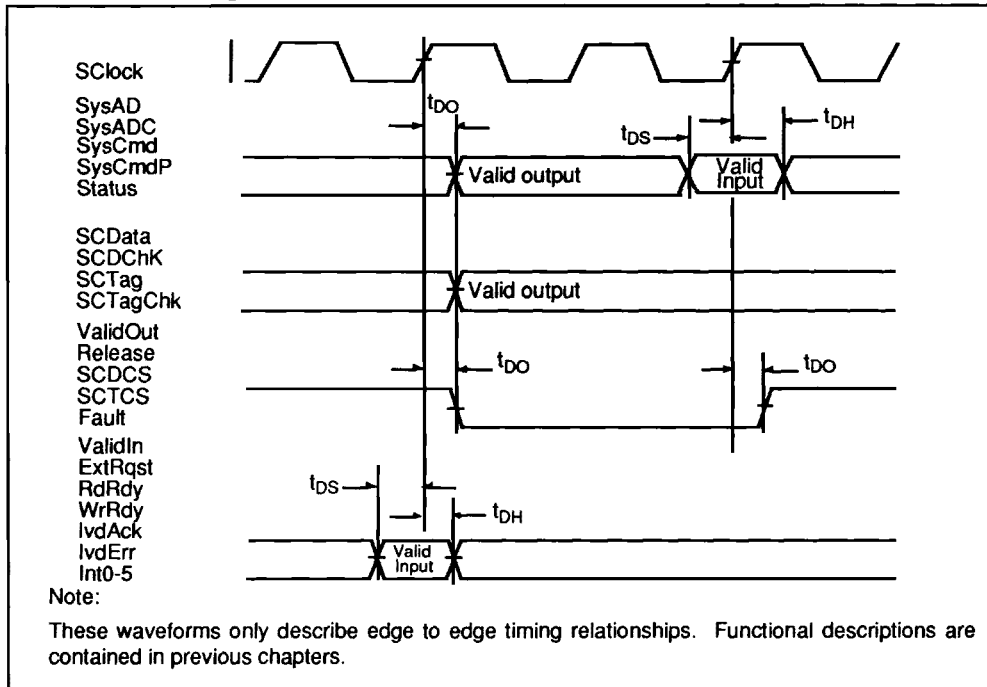 SClock
SysAD
SysADC
SysCmd
SysCmdP
Status
tDO
tDS
tDH
Valid output
Valid
Input
SCData
SCDChK
SCTag
SCTagChk
Valid output
ValidOut
Release
SCDCS
SCTCS
Fault
tDO
tDO
ValidIn
ExtRqst
RdRdy
WrRdy
IvdAck
IvdErr
Int0-5
tDS
tDH
Valid
Input
Note:
These waveforms only describe edge to edge timing relationships. Functional descriptions are
contained in previous chapters.